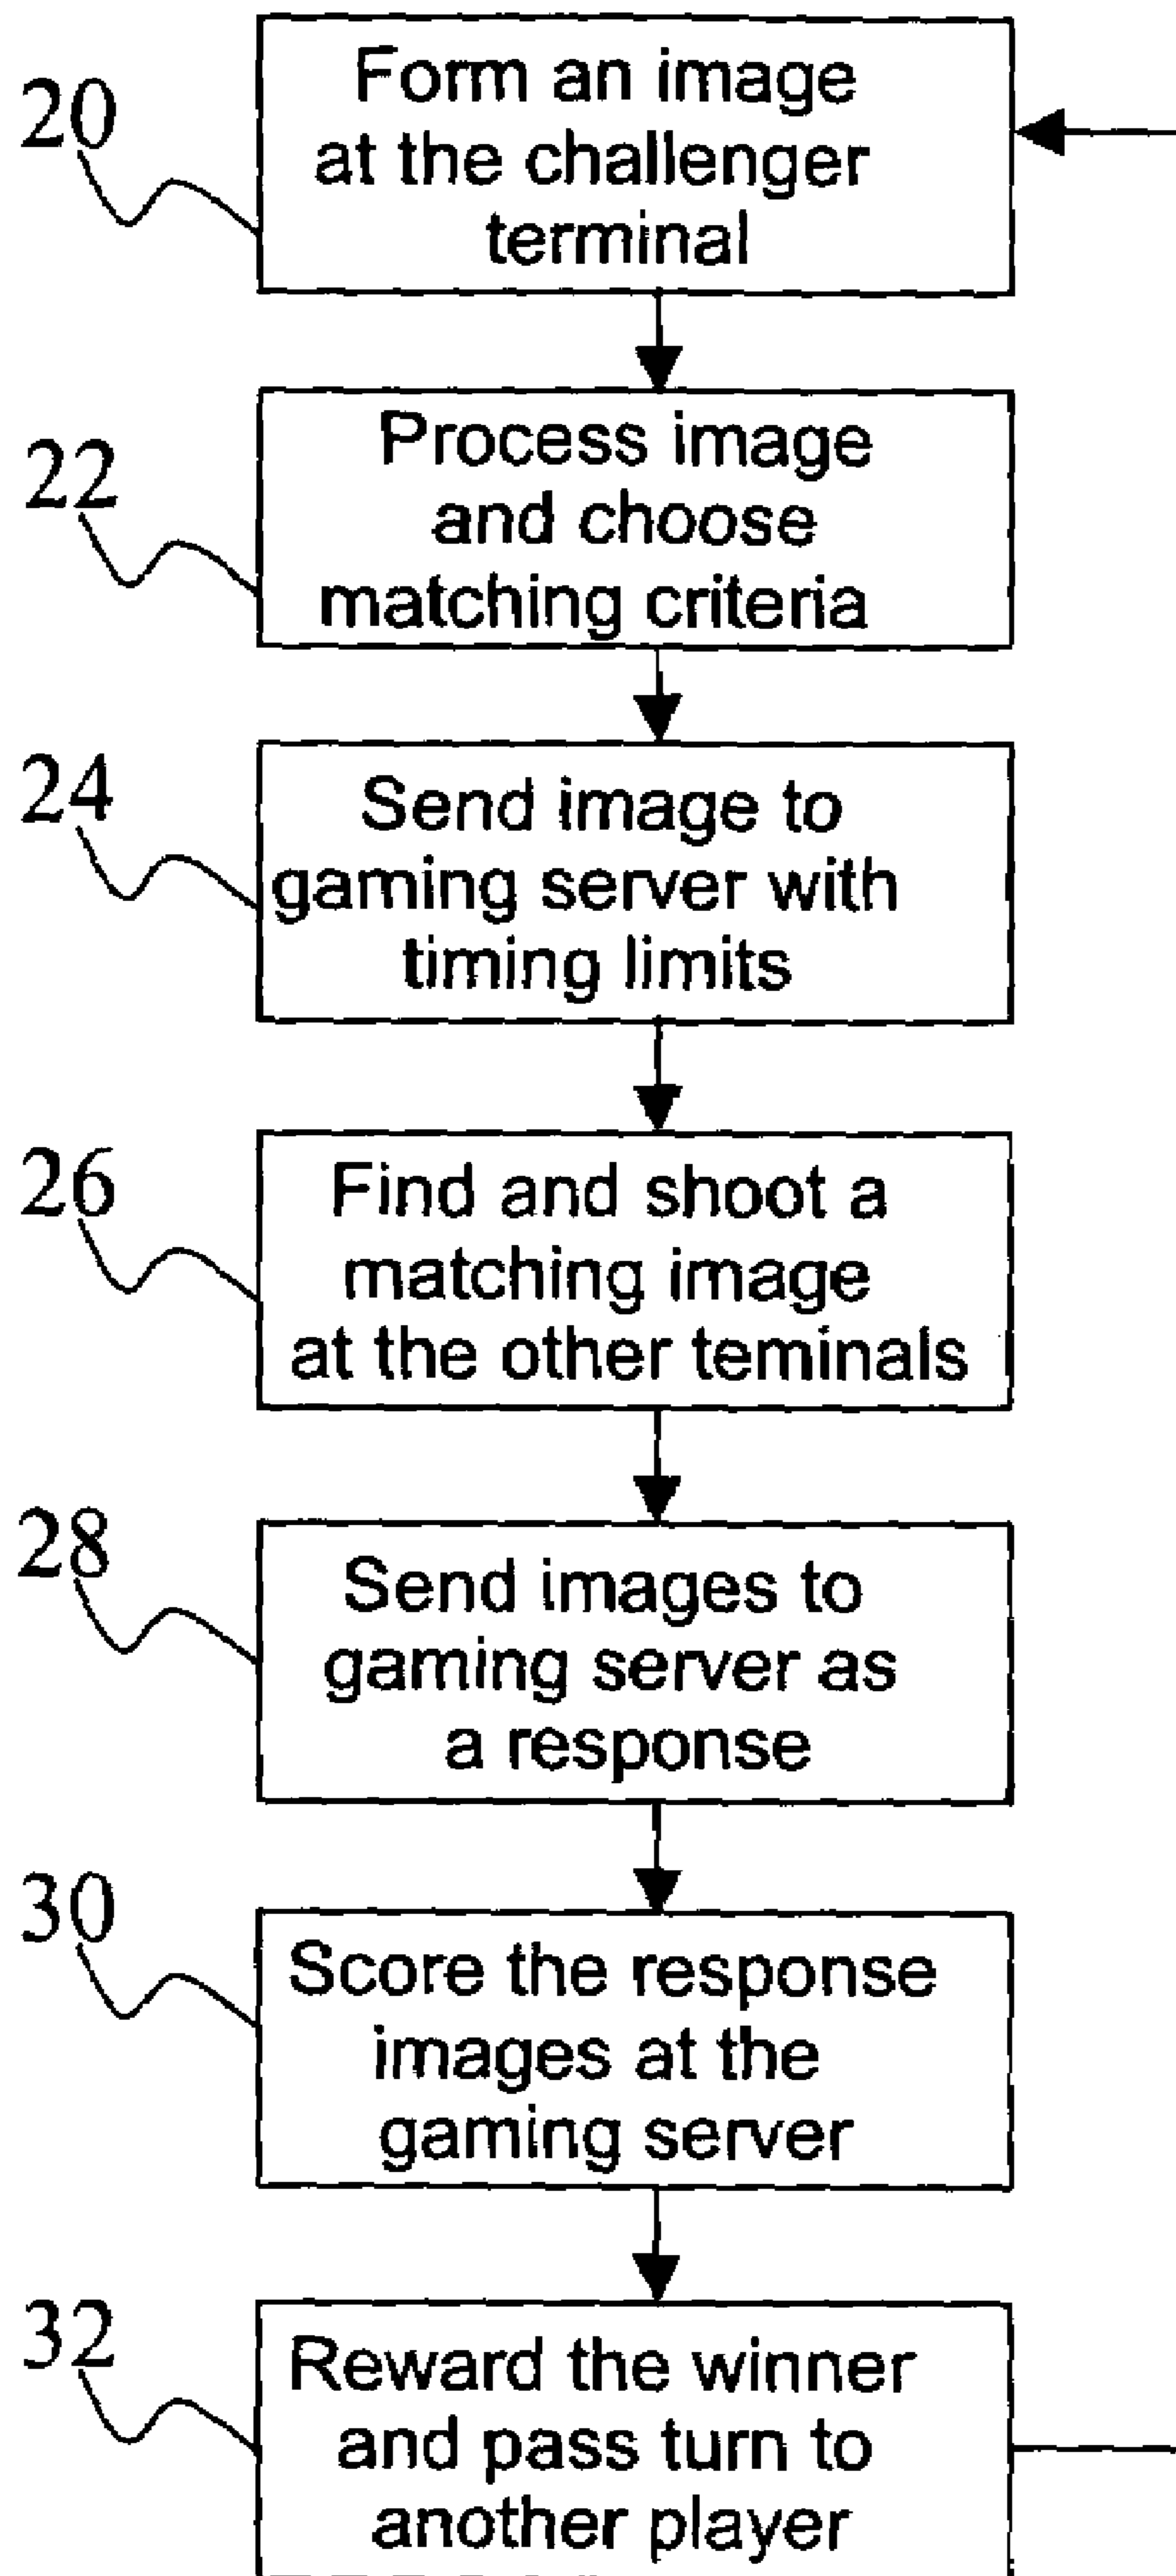 20
Form an image
at the challenger
terminal
22
Process image
and choose
matching criteria
24
Send image to
gaming server with
timing limits
26
Find and shoot a
matching image
at the other teminals
28
Send images to
gaming server as
a response
30
Score the response
images at the
gaming server
32
Reward the winner
and pass turn to
another player